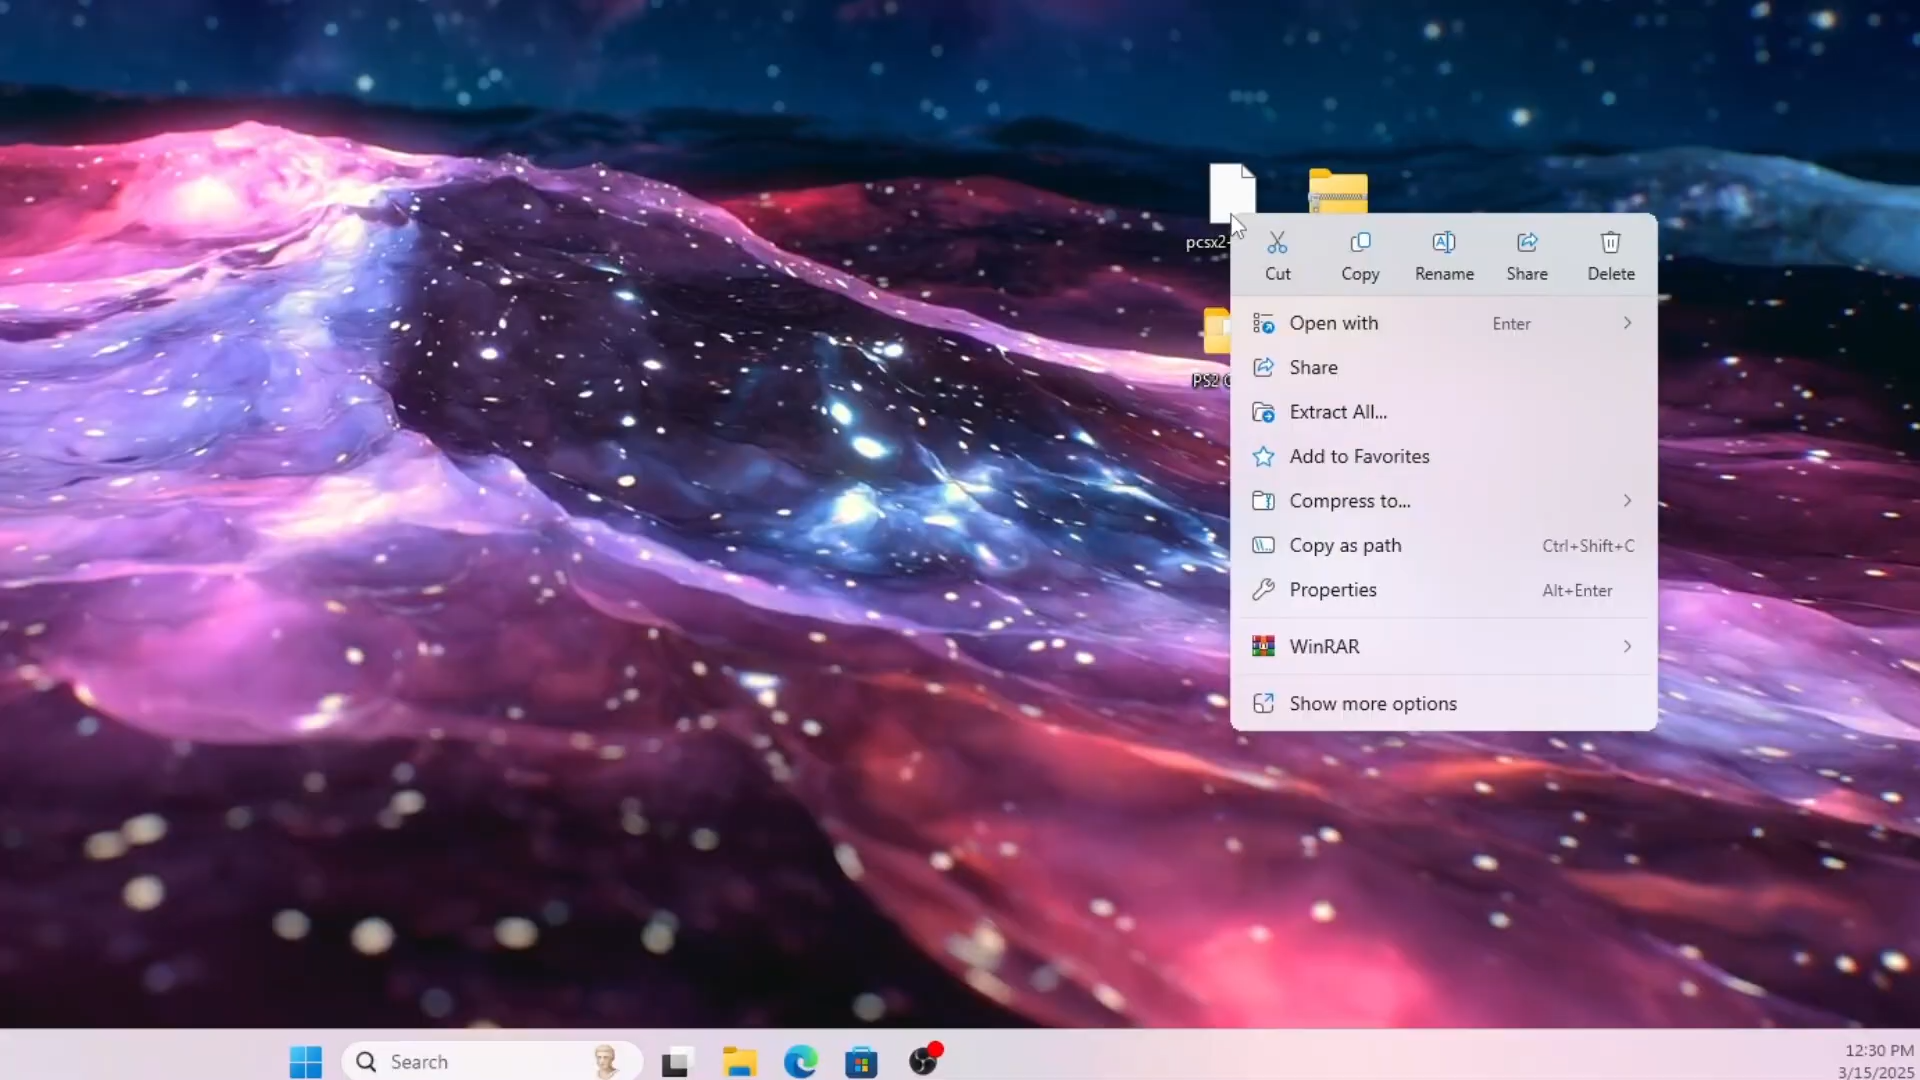 pcsx2-
PS2
Cut
Copy
Rename
Share
Delete
Open with Enter
Share
Extract All...
Add to Favorites
Compress to...
Copy as path Ctrl+Shift+C
Properties Alt+Enter
WinRAR
Show more options
Search
12:30 PM
3/15/2025